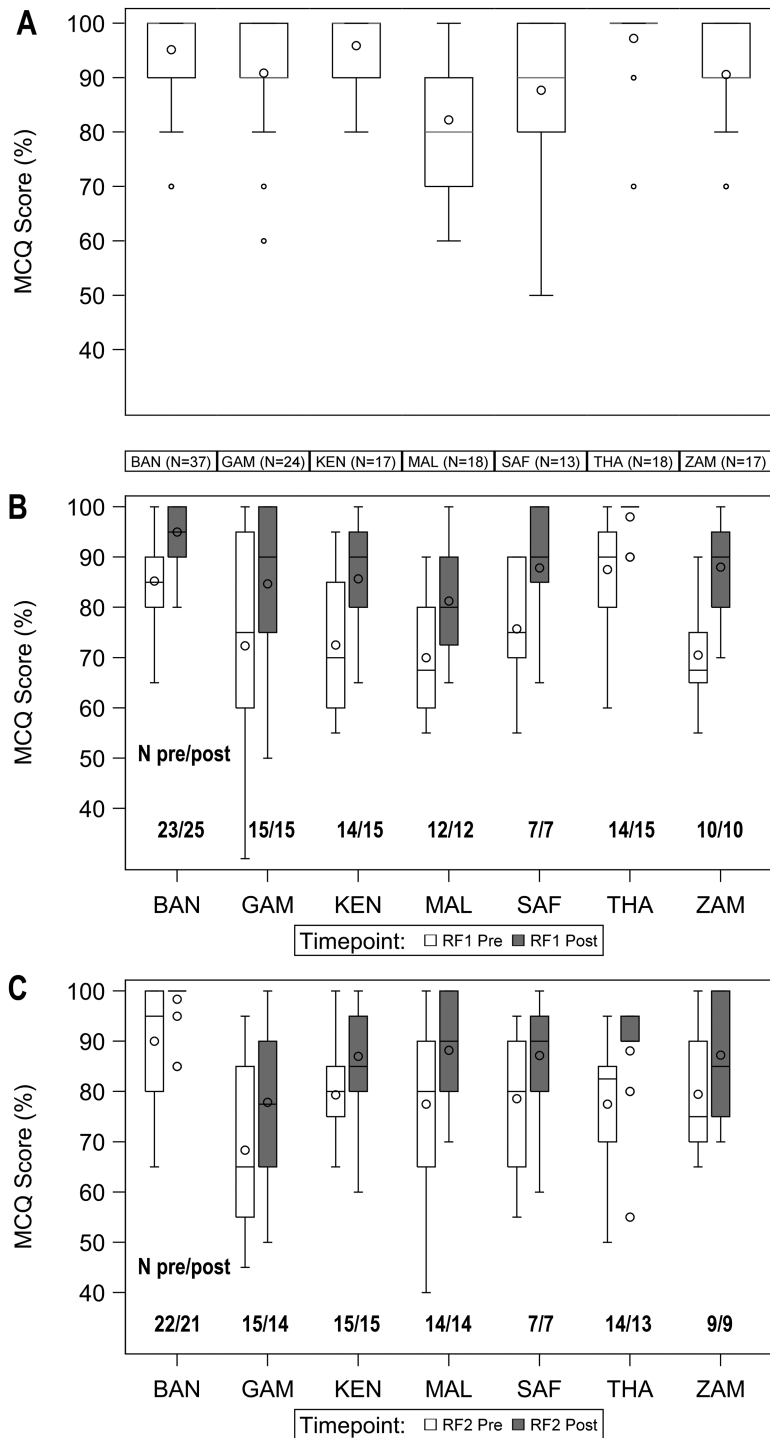 A
MCQ Score (%)
100
90
80
70
60
50
40
BAN (N=37) GAM (N=24) KEN (N=17) MAL (N=18) SAF (N=13) THA (N=18) ZAM (N=17)
B
MCQ Score (%)
100
90
80
70
60
50
40
N pre/post
23/25 15/15 14/15 12/12 7/7 14/15 10/10
BAN GAM KEN MAL SAF THA ZAM
Timepoint: RF1 Pre RF1 Post
C
MCQ Score (%)
100
90
80
70
60
50
40
N pre/post
22/21 15/14 15/15 14/14 7/7 14/13 9/9
BAN GAM KEN MAL SAF THA ZAM
Timepoint: RF2 Pre RF2 Post